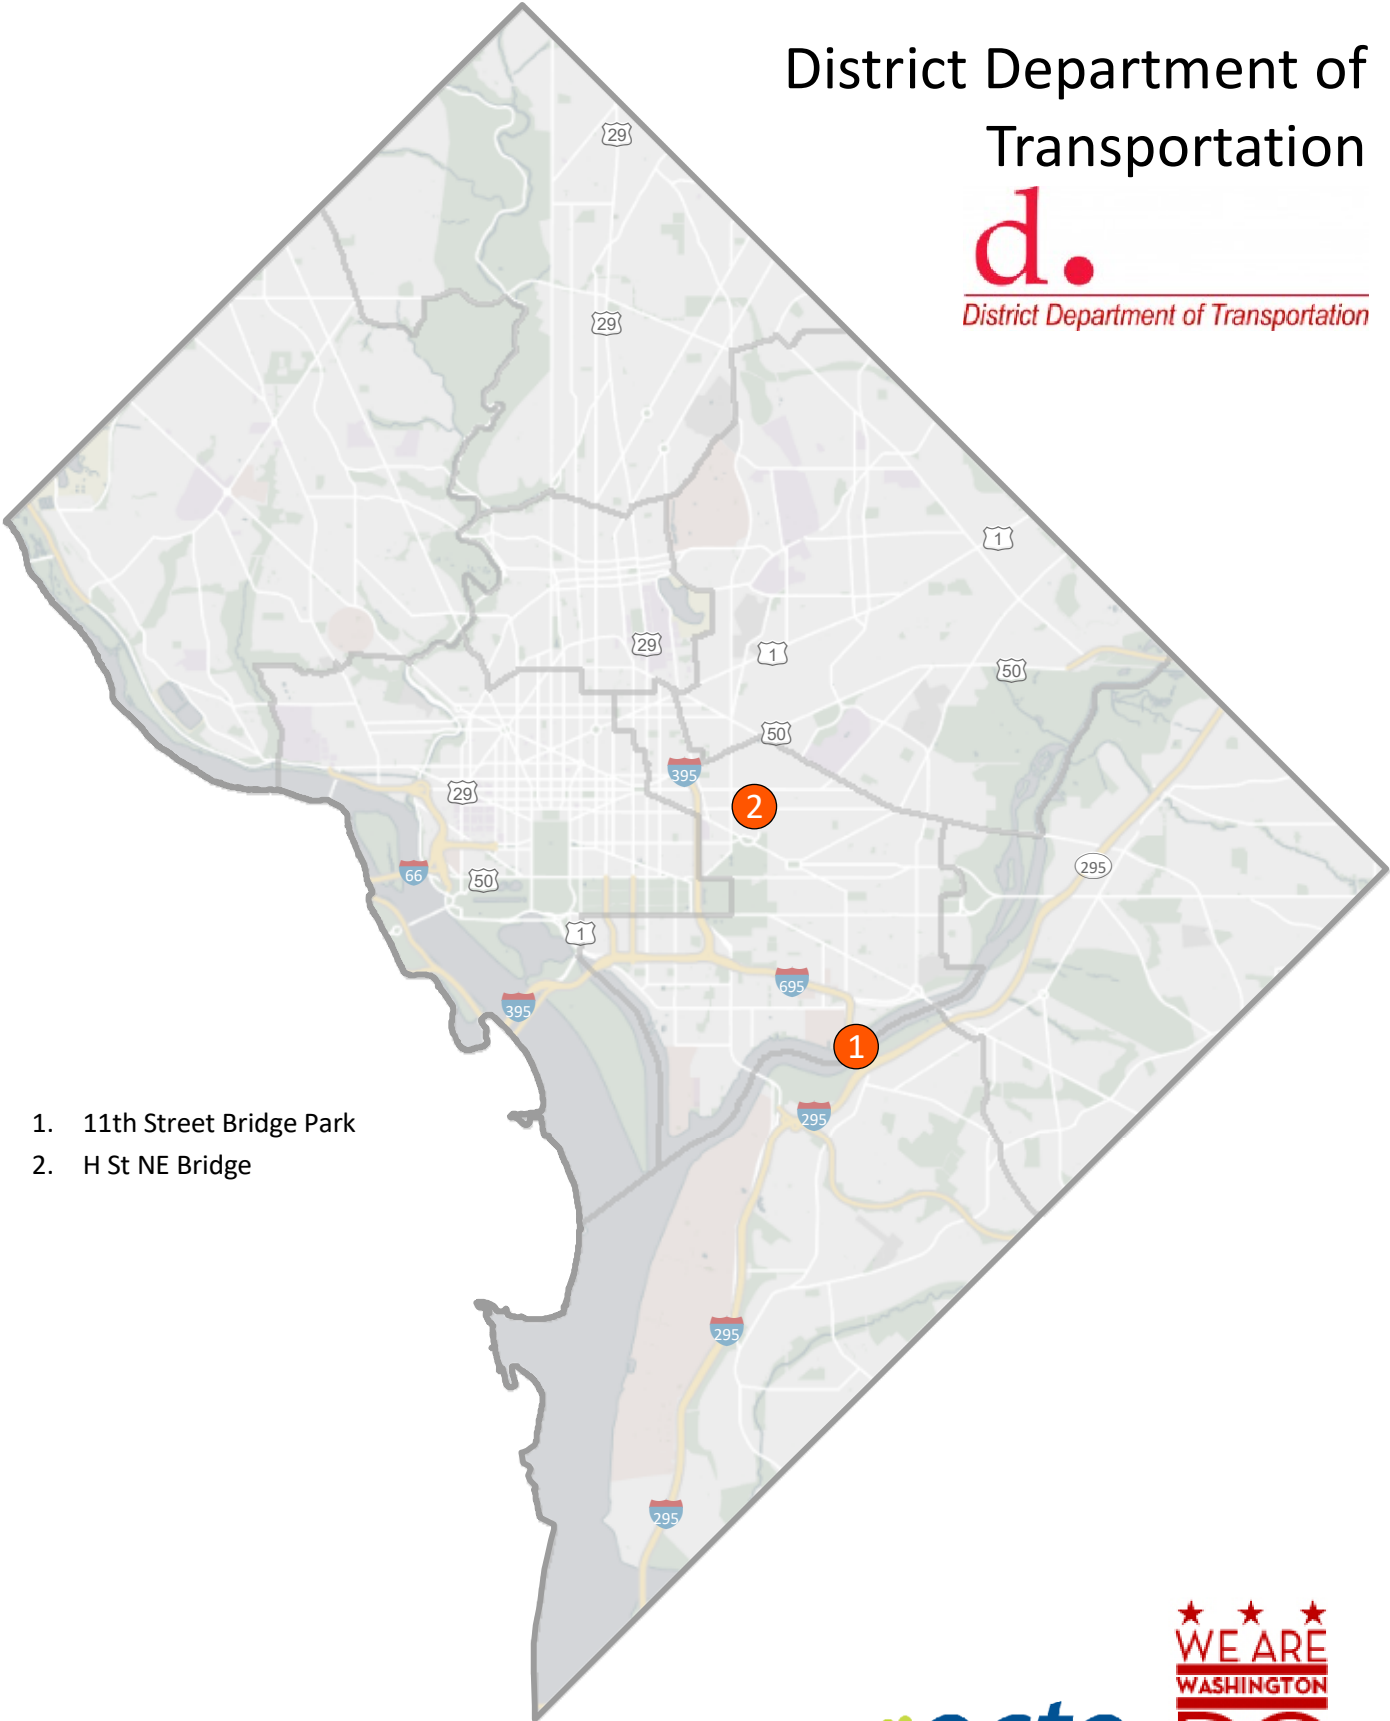 District Department of
Transportation
d.
District Department of Transportation
29
29
1
29
1
50
50
395
2
29
295
66
50
1
695
395
1
295
1. 11th Street Bridge Park
2. H St NE Bridge
295
295
WE ARE
WASHINGTON